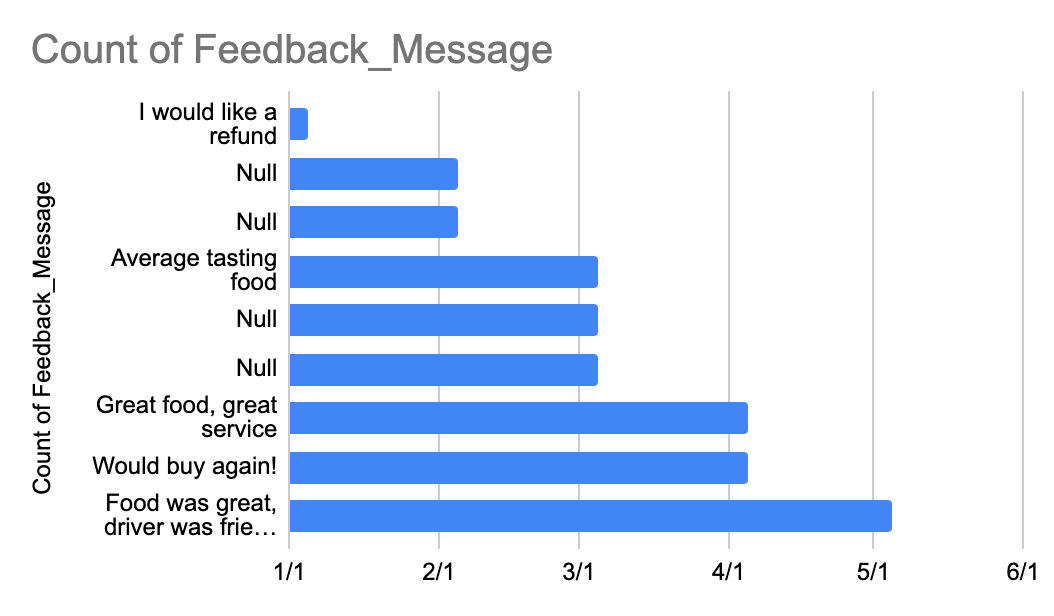 Count of Feedback_Message
Count of Feedback_Message
I would like a
refund
Null
Null
Average tasting
food
Null
Null
Great food, great
service
Would buy again!
Food was great,
driver was frie…
1/1 2/1 3/1 4/1 5/1 6/1